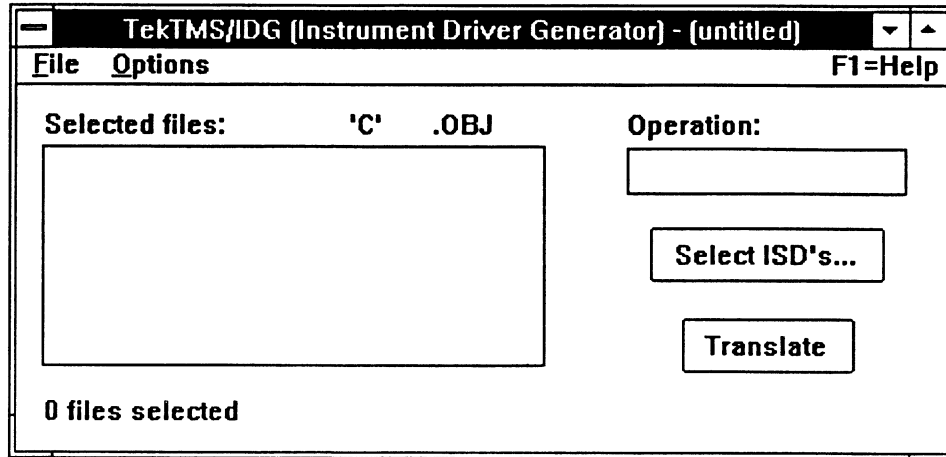 TekTMS/IDG (Instrument Driver Generator) - (untitled)
File Options F1=Help
Selected files: 'C' .OBJ Operation:
Select ISD's...
Translate
0 files selected